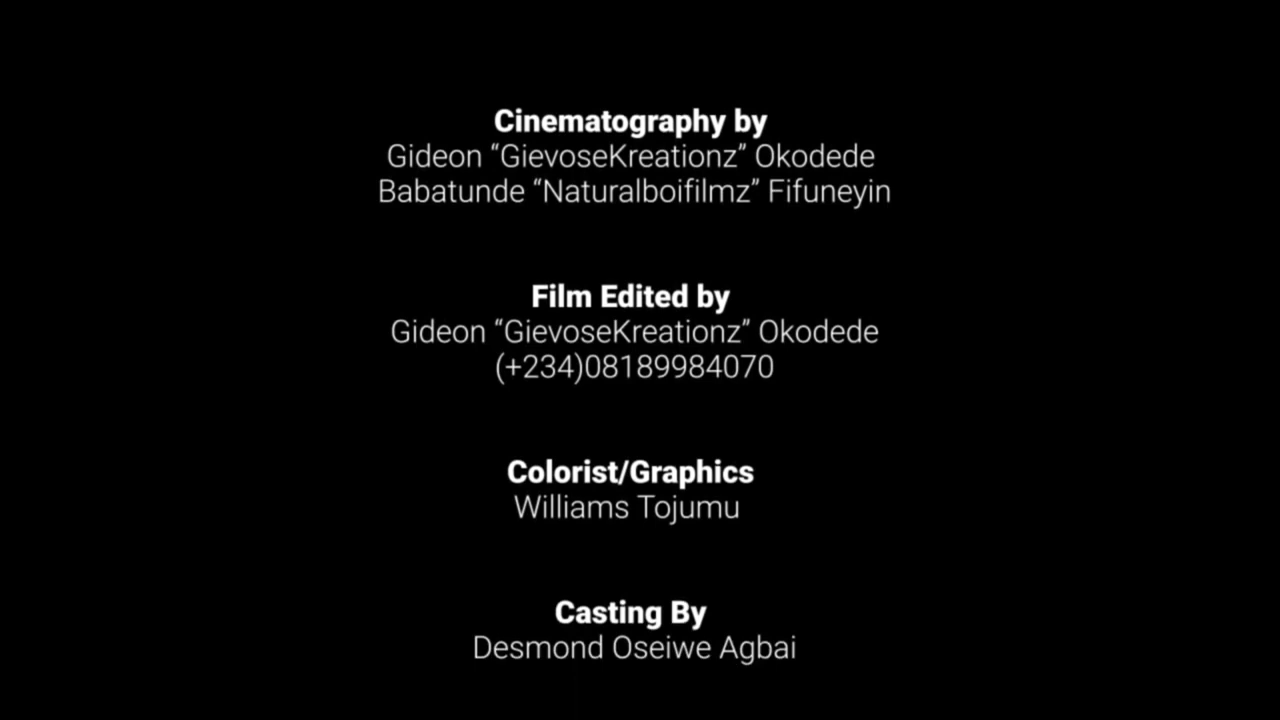 Cinematography by
Gideon “GievoseKreationz” Okodede
Babatunde “Naturalboifilmz” Fifuneyin
Film Edited by
Gideon “GievoseKreationz” Okodede
(+234)08189984070
Colorist/Graphics
Williams Tojumu
Casting By
Desmond Oseiwe Agbai